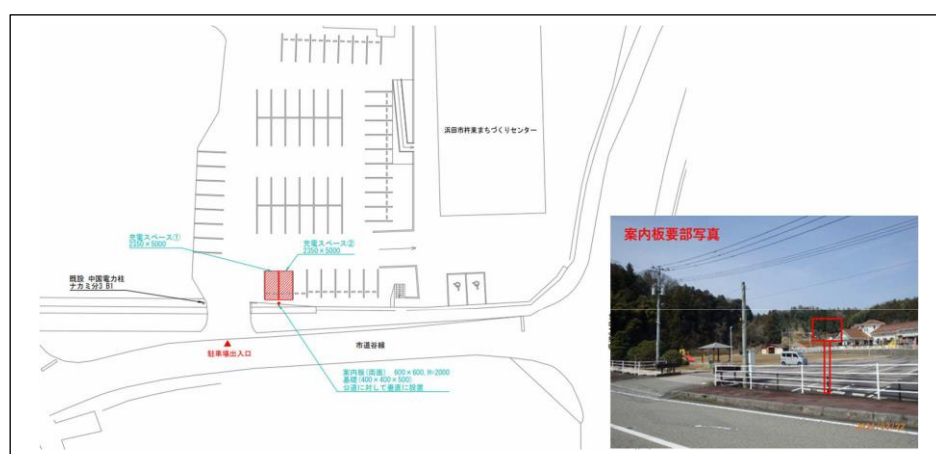 浜田市杵束まちづくりセンター
充電スペース①
2350×5000
充電スペース②
2350×5000
既設 中国電力柱
ナカミ分3 B1
駐車場出入口
市道谷線
案内板(両面) 600×600,H=2000
基礎(400×400×500)
公道に対して垂直に設置
案内板要部写真